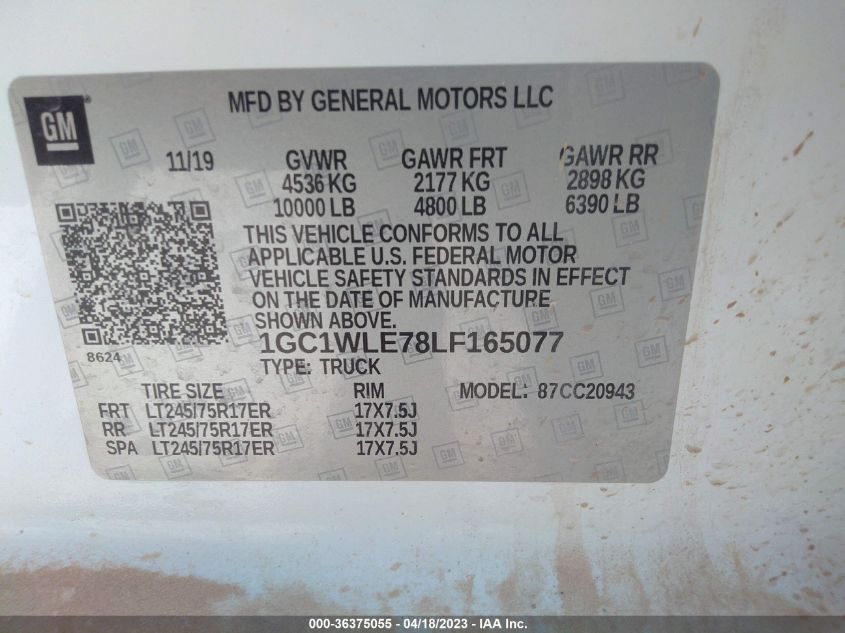 GM
MFD BY GENERAL MOTORS LLC
11/19 GVWR GAWR FRT GAWR RR
4536 KG 2177 KG 2898 KG
10000 LB 4800 LB 6390 LB
THIS VEHICLE CONFORMS TO ALL
APPLICABLE U.S. FEDERAL MOTOR
VEHICLE SAFETY STANDARDS IN EFFECT
ON THE DATE OF MANUFACTURE
SHOWN ABOVE.
8624
1GC1WLE78LF165077
TYPE: TRUCK
TIRE SIZE RIM MODEL: 87CC20943
FRT LT245/75R17ER 17X7.5J
RR LT245/75R17ER 17X7.5J
SPA LT245/75R17ER 17X7.5J
000-36375055 - 04/18/2023 - IAA Inc.